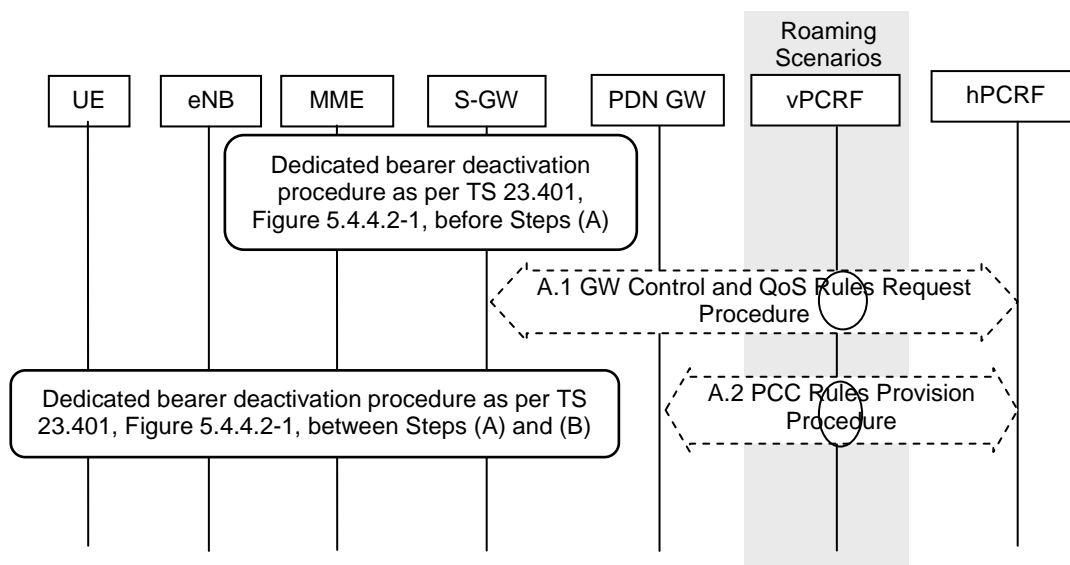 Roaming
Scenarios
UE
eNB
MME
S-GW
PDN GW
vPCRF
hPCRF
Dedicated bearer deactivation
procedure as per TS 23.401,
Figure 5.4.4.2-1, before Steps (A)
A.1 GW Control and QoS Rules Request
Procedure
Dedicated bearer deactivation procedure as per TS
23.401, Figure 5.4.4.2-1, between Steps (A) and (B)
A.2 PCC Rules Provision
Procedure